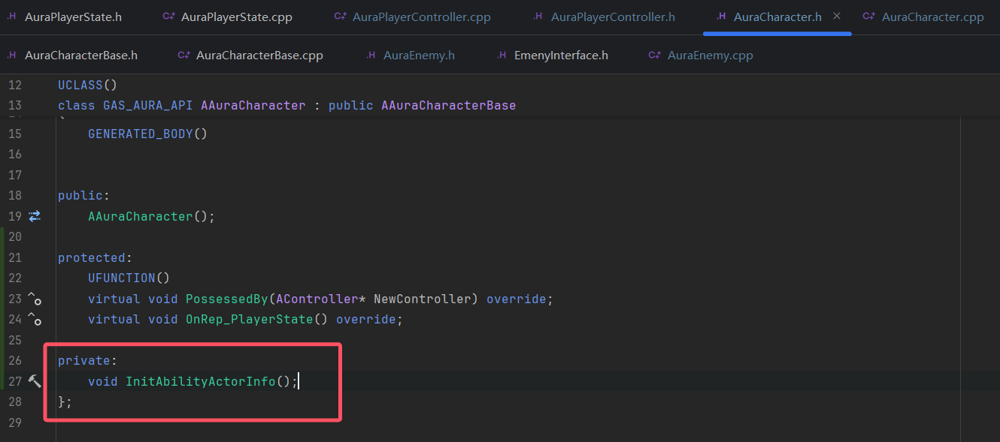 .H AuraPlayerState.h C++ AuraPlayerState.cpp C++ AuraPlayerController.cpp .H AuraPlayerController.h .H AuraCharacter.h × C++ AuraCharacter.cpp
.H AuraCharacterBase.h C++ AuraCharacterBase.cpp .H AuraEnemy.h .H EmenyInterface.h C++ AuraEnemy.cpp
12 UCLASS()
13 class GAS_AURA_API AAuraCharacter : public AAuraCharacterBase
15 GENERATED_BODY()
16
17
18 public:
19 AAuraCharacter();
20
21 protected:
22 UFUNCTION()
23 virtual void PossessedBy(AController* NewController) override;
24 virtual void OnRep_PlayerState() override;
25
26 private:
27 void InitAbilityActorInfo();
28 };
29